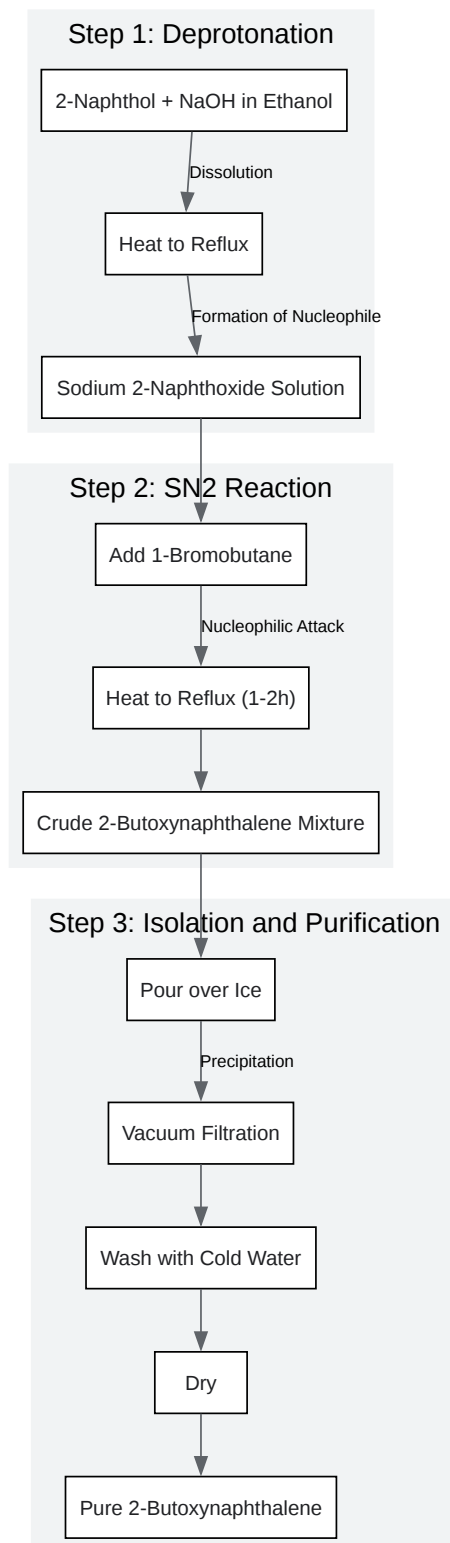 Step 1: Deprotonation
2-Naphthol + NaOH in Ethanol
Dissolution
Heat to Reflux
Formation of Nucleophile
Sodium 2-Naphthoxide Solution
Step 2: SN2 Reaction
Add 1-Bromobutane
Nucleophilic Attack
Heat to Reflux (1-2h)
Crude 2-Butoxynaphthalene Mixture
Step 3: Isolation and Purification
Pour over Ice
Precipitation
Vacuum Filtration
Wash with Cold Water
Dry
Pure 2-Butoxynaphthalene